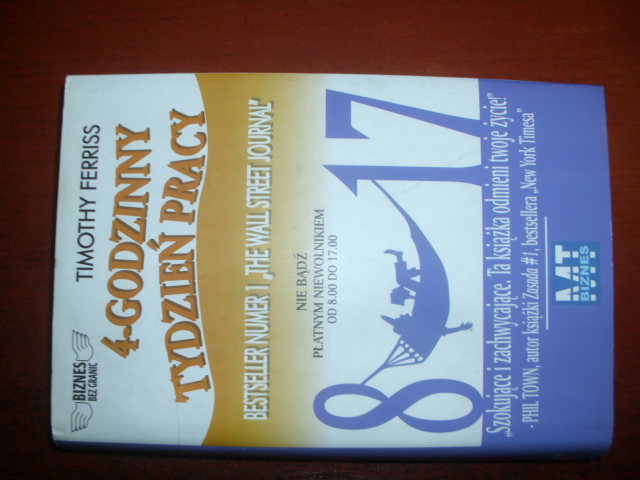 BIZNES
BEZ GRANIC
TIMOTHY FERRISS
4-GODZINNY
TYDZIEŃ PRACY
BESTSELLER NUMER 1 „THE WALL STREET JOURNAL”
NIE BĄDŹ
PŁATNYM NIEWOLNIKIEM
OD 8.00 DO 17.00
8 17
„Szokujące i zachwycające. Ta książka odmieni twoje życie!”
- PHIL TOWN, autor książki Zasada #1, bestsellera „New York Timesa”
MT
BIZNES